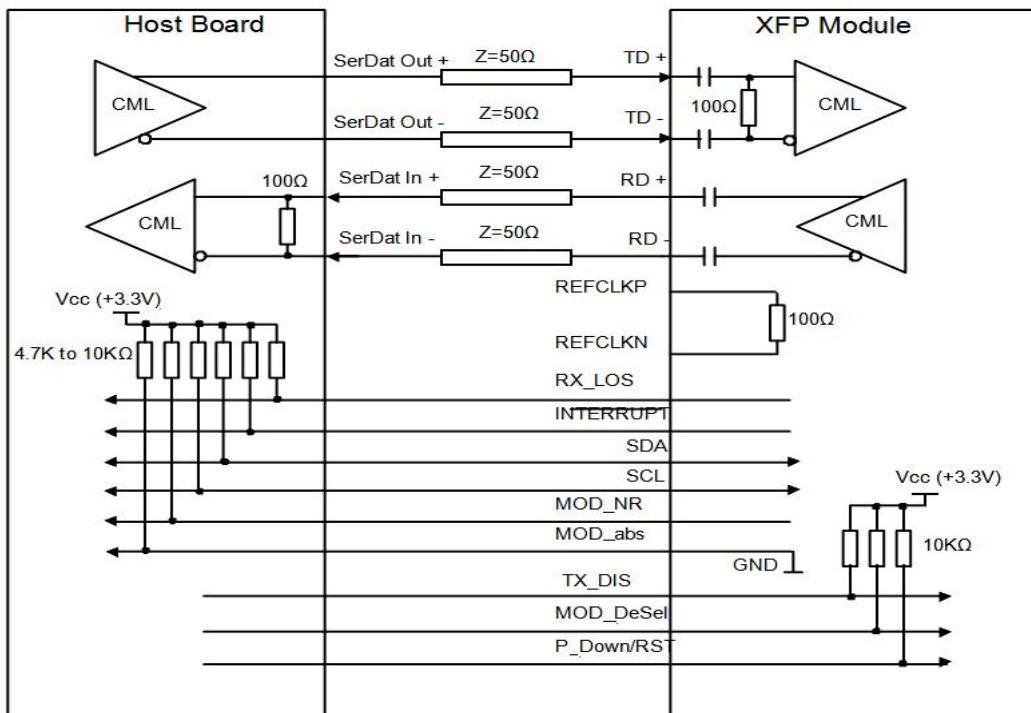 Host Board
XFP Module
SerDat Out +
Z=50Ω
TD +
CML
100Ω
CML
SerDat Out -
Z=50Ω
TD -
100Ω
SerDat In +
Z=50Ω
RD +
CML
CML
SerDat In -
Z=50Ω
RD -
REFCLKP
Vcc (+3.3V)
100Ω
4.7K to 10KΩ
REFCLKN
RX_LOS
INTERRUPT
SDA
SCL
Vcc (+3.3V)
MOD_NR
MOD_abs
10KΩ
GND
TX_DIS
MOD_DeSel
P_Down/RST